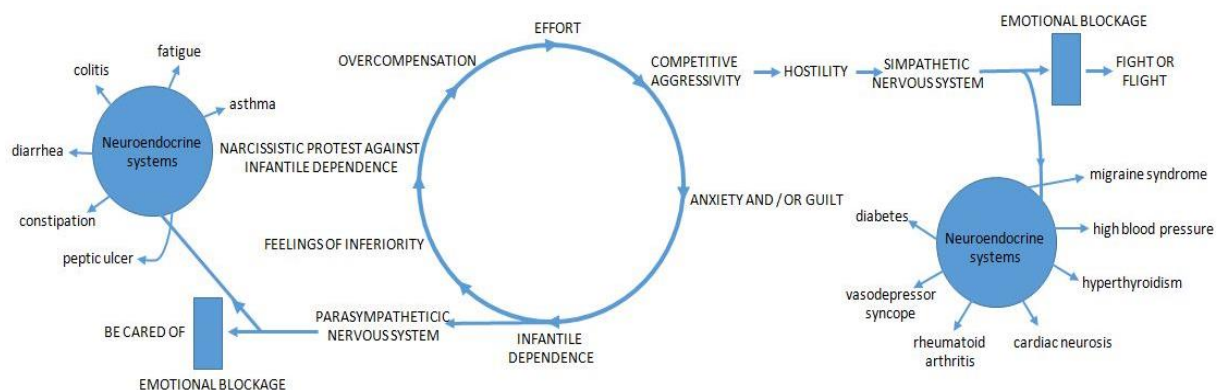 fatigue
colitis
asthma
diarrhea
Neuroendocrine
systems
constipation
peptic ulcer
BE CARED OF
EMOTIONAL BLOCKAGE
PARASYMPATHETICIC
NERVOUS SYSTEM
EFFORT
OVERCOMPENSATION
NARCISSISTIC PROTEST AGAINST
INFANTILE DEPENDENCE
FEELINGS OF INFERIORITY
INFANTILE
DEPENDENCE
COMPETITIVE
AGGRESSIVITY
ANXIETY AND / OR GUILT
HOSTILITY
SIMPATHETIC
NERVOUS SYSTEM
EMOTIONAL BLOCKAGE
FIGHT OR
FLIGHT
migraine syndrome
diabetes
Neuroendocrine
systems
high blood pressure
hyperthyroidism
vasodepressor
syncope
rheumatoid
arthritis
cardiac neurosis